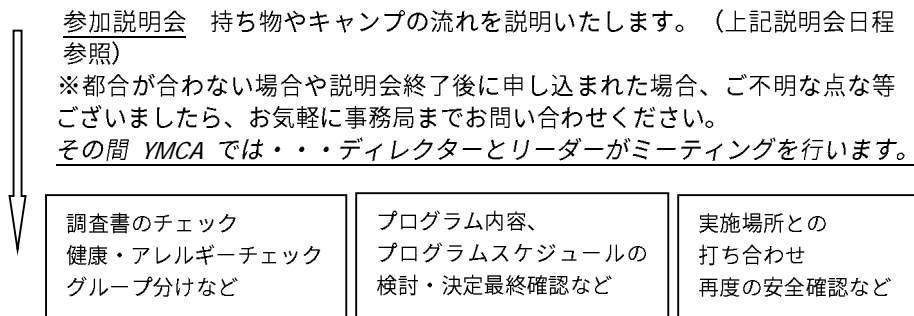 参加説明会　持ち物やキャンプの流れを説明いたします。（上記説明会日程
参照）
※都合が合わない場合や説明会終了後に申し込まれた場合、ご不明な点な等
ございましたら、お気軽に事務局までお問い合わせください。
その間 YMCA では・・・ディレクターとリーダーがミーティングを行います。
調査書のチェック
健康・アレルギーチェック
グループ分けなど
プログラム内容、
プログラムスケジュールの
検討・決定最終確認など
実施場所との
打ち合わせ
再度の安全確認など